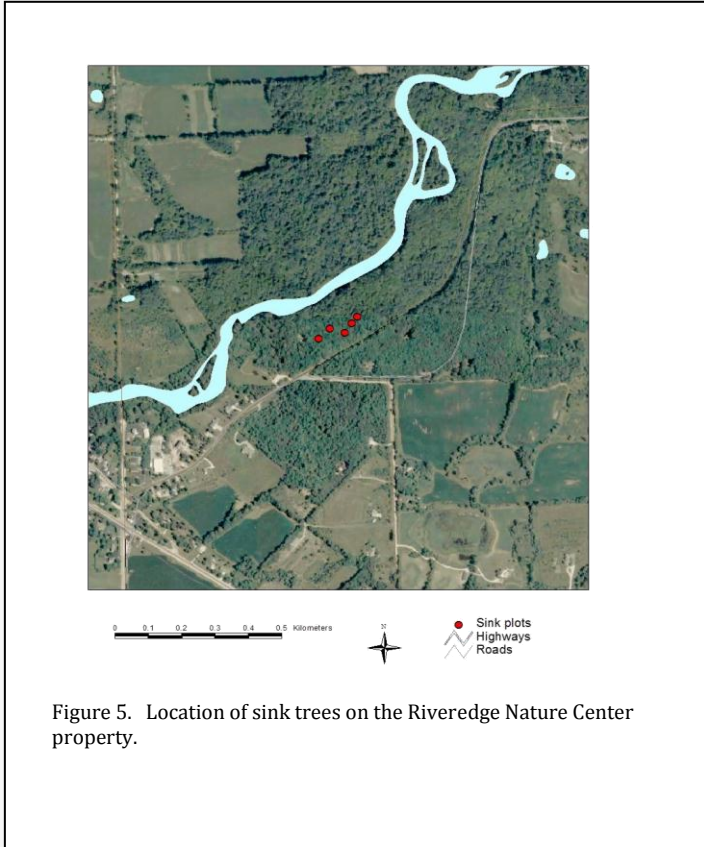 0 0.1 0.2 0.3 0.4 0.5 Kilometers
N
Sink plots
Highways
Roads
Figure 5. Location of sink trees on the Riveredge Nature Center
property.